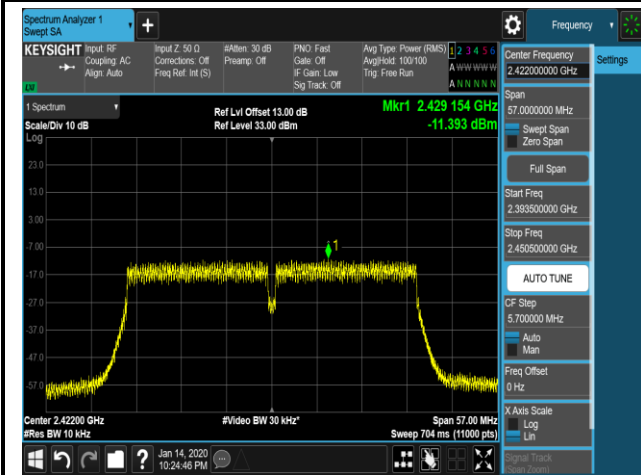 Spectrum Analyzer 1
Swept SA
+
Frequency
KEYSIGHT
Input: RF
Coupling: AC
Align: Auto
Input Z: 50 Ω
Corrections: Off
Freq Ref: Int (S)
#Atten: 30 dB
Preamp: Off
PNO: Fast
Gate: Off
IF Gain: Low
Sig Track: Off
Avg Type: Power (RMS)
Avg|Hold: 100/100
Trig: Free Run
1 2 3 4 5 6
A W W W W W
A N N N N N
Center Frequency
2.422000000 GHz
Settings
Span
57.0000000 MHz
Swept Span
Zero Span
Full Span
Start Freq
2.393500000 GHz
Stop Freq
2.450500000 GHz
AUTO TUNE
CF Step
5.700000 MHz
Auto
Man
Freq Offset
0 Hz
X Axis Scale
Log
Lin
Signal Track
(Span Zoom)
1 Spectrum
Scale/Div 10 dB
Ref Lvl Offset 13.00 dB
Ref Level 33.00 dBm
Mkr1 2.429 154 GHz
-11.393 dBm
Log
23.0
13.0
3.00
-7.00
-17.0
-27.0
-37.0
-47.0
-57.0
1
Center 2.42200 GHz
#Res BW 10 kHz
#Video BW 30 kHz*
Span 57.00 MHz
Sweep 704 ms (11000 pts)
?
Jan 14, 2020
10:24:46 PM